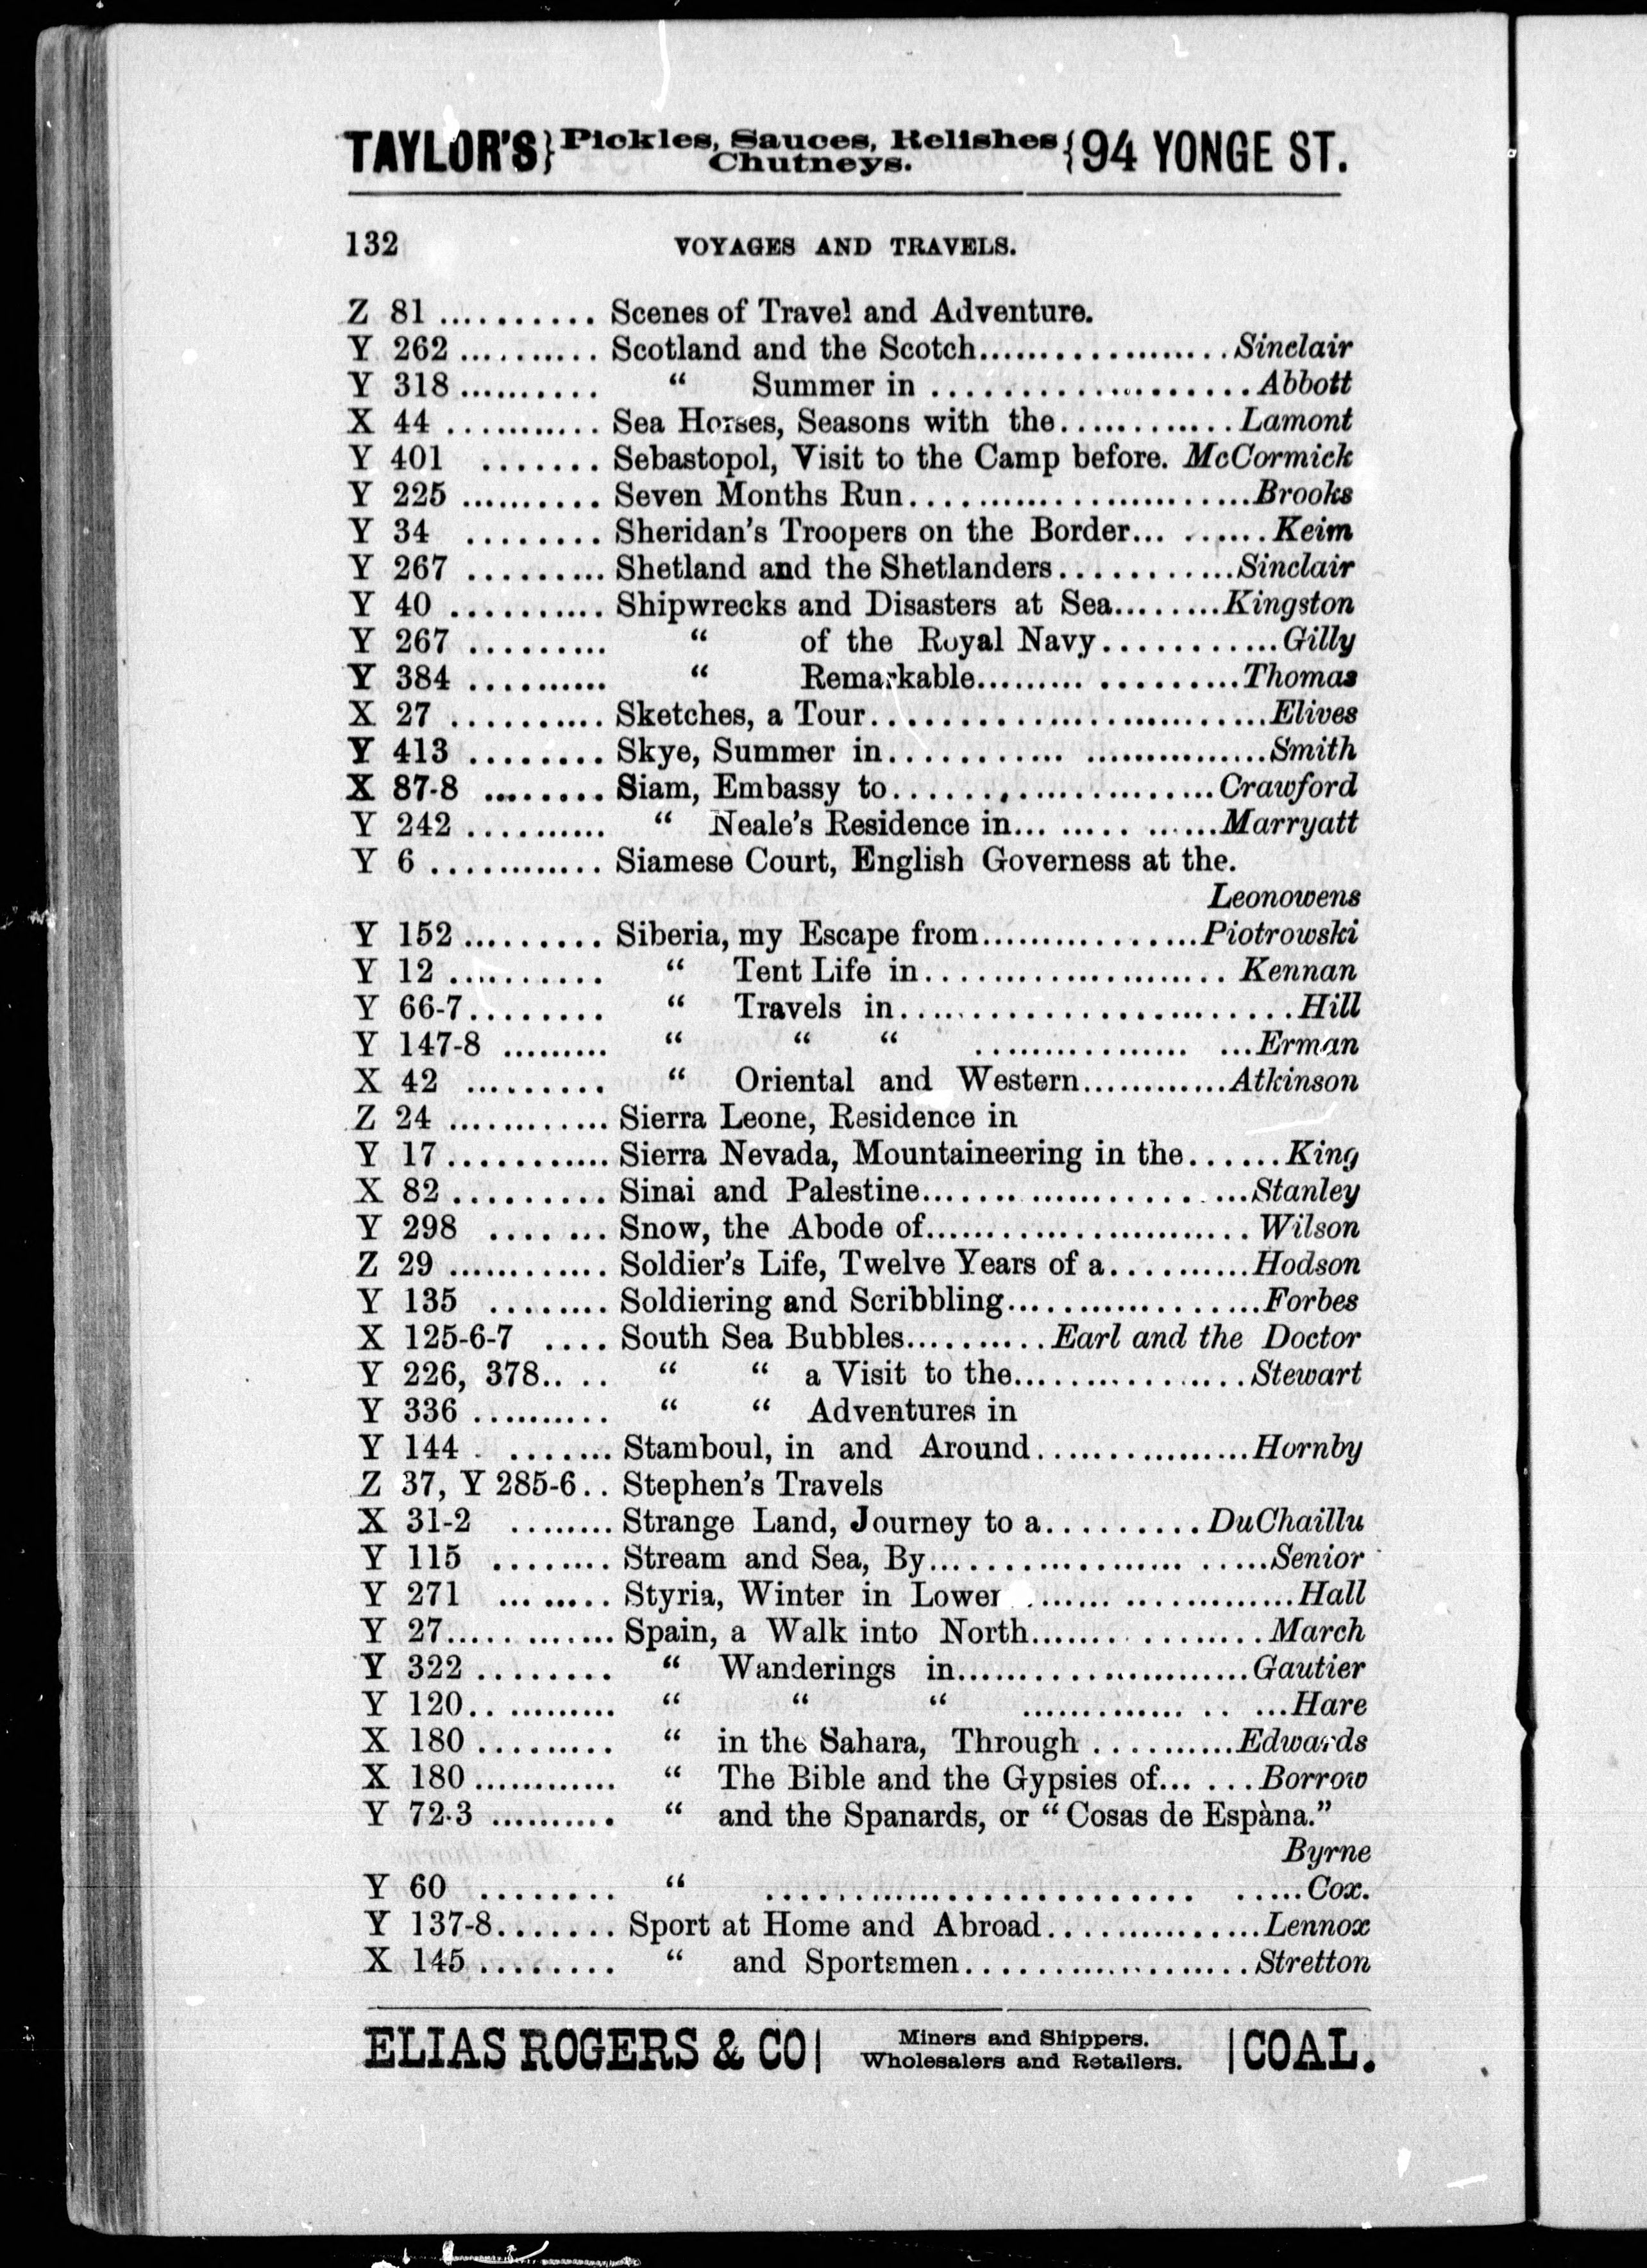 TAYLOR'S } Pickles, Sauces, Relishes Chutneys. { 94 YONGE ST.
132 VOYAGES AND TRAVELS.
Z 81 .......... Scenes of Travel and Adventure.
Y 262 .......... Scotland and the Scotch.................. Sinclair
Y 318 .......... “ Summer in ..................... Abbott
X 44 ........... Sea Horses, Seasons with the............ Lamont
Y 401 ....... Sebastopol, Visit to the Camp before. McCormick
Y 225 .......... Seven Months Run....................... Brooks
Y 34 ........ Sheridan's Troopers on the Border... ...... Keim
Y 267 ......... Shetland and the Shetlanders............ Sinclair
Y 40 .......... Shipwrecks and Disasters at Sea........ Kingston
Y 267 ......... “ of the Royal Navy............ Gilly
Y 384 .......... “ Remarkable......... .......... Thomas
X 27 .......... Sketches, a Tour........................... Elives
Y 413 ........ Skye, Summer in............ ............... Smith
X 87-8 ........ Siam, Embassy to...................... Crawford
Y 242 .......... “ Neale's Residence in... ..... ...... Marryatt
Y 6 ............ Siamese Court, English Governess at the.
Leonowens
Y 152 ......... Siberia, my Escape from................ Piotrowski
Y 12 .......... “ Tent Life in...................... Kennan
Y 66-7........ “ Travels in........................... Hill
Y 147-8 ......... “ “ “ ................ ... Erman
X 42 ......... “ Oriental and Western............ Atkinson
Z 24 ............ Sierra Leone, Residence in
Y 17 ........... Sierra Nevada, Mountaineering in the...... King
X 82 ......... Sinai and Palestine...................... Stanley
Y 298 .... ... Snow, the Abode of........................ Wilson
Z 29 ............ Soldier's Life, Twelve Years of a.......... Hodson
Y 135 ........ Soldiering and Scribbling.................. Forbes
X 125-6-7 .... South Sea Bubbles.......... Earl and the Doctor
Y 226, 378.. .. “ “ a Visit to the................ Stewart
Y 336 .......... “ “ Adventures in
Y 144 . ....... Stamboul, in and Around................ Hornby
Z 37, Y 285-6.. Stephen's Travels
X 31-2 ........ Strange Land, Journey to a.......... DuChaillu
Y 115 ........ Stream and Sea, By.................. ..... Senior
Y 271 ... ..... Styria, Winter in Lower ....... .............. Hall
Y 27............ Spain, a Walk into North....... ......... March
Y 322 ........ “ Wanderings in..................... Gautier
Y 120.. ......... “ “ “ ............. .. ... Hare
X 180 ......... “ in the Sahara, Through .......... Edwards
X 180 ............ “ The Bible and the Gypsies of... ... Borrow
Y 72-3 .......... “ and the Spanards, or “Cosas de Espàna.”
Byrne
Y 60 ........ “ ............................. ..... Cox.
Y 137-8....... Sport at Home and Abroad............... Lennox
X 145 ........ “ and Sportsmen................... Stretton
ELIAS ROGERS & CO | Miners and Shippers. Wholesalers and Retailers. | COAL.